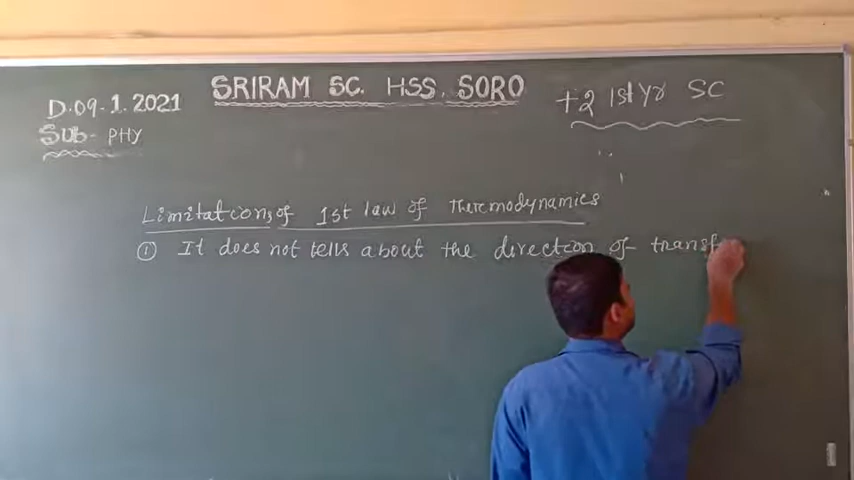 SRIRAM SC. HSS. SORO
D.09.1.2021
Sub- PHY
+2 1st Yr SC
Limitations of 1st law of Thermodynamics
① It does not tells about the direction of transf